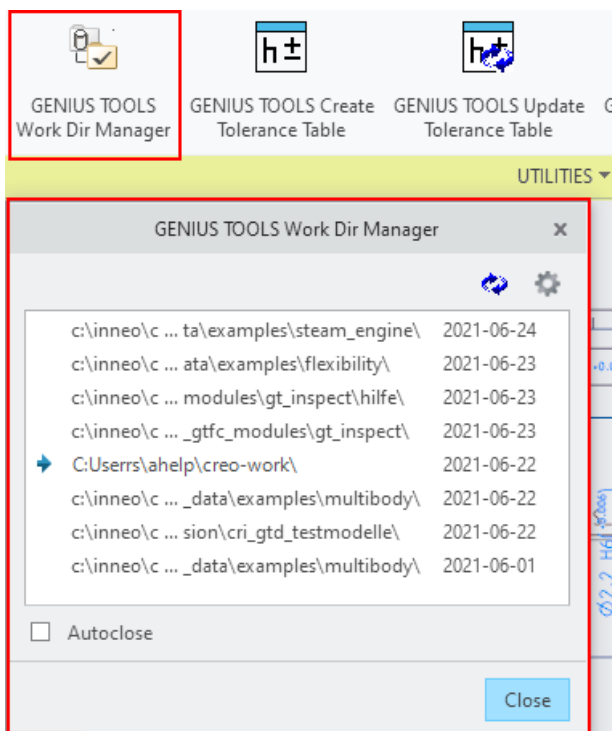 h ±
h ±
GENIUS TOOLS
Work Dir Manager
GENIUS TOOLS Create
Tolerance Table
GENIUS TOOLS Update
Tolerance Table
G
UTILITIES
GENIUS TOOLS Work Dir Manager
c:\inneo\c ... ta\examples\steam_engine\ 2021-06-24
c:\inneo\c ... ata\examples\flexibility\ 2021-06-23
c:\inneo\c ... modules\gt_inspect\hilfe\ 2021-06-23
c:\inneo\c ... _gtfc_modules\gt_inspect\ 2021-06-23
C:Userrs\ahelp\creo-work\ 2021-06-22
c:\inneo\c ... _data\examples\multibody\ 2021-06-22
c:\inneo\c ... sion\cri_gtd_testmodelle\ 2021-06-22
c:\inneo\c ... _data\examples\multibody\ 2021-06-01
Autoclose
Close
Ø2.2 H6